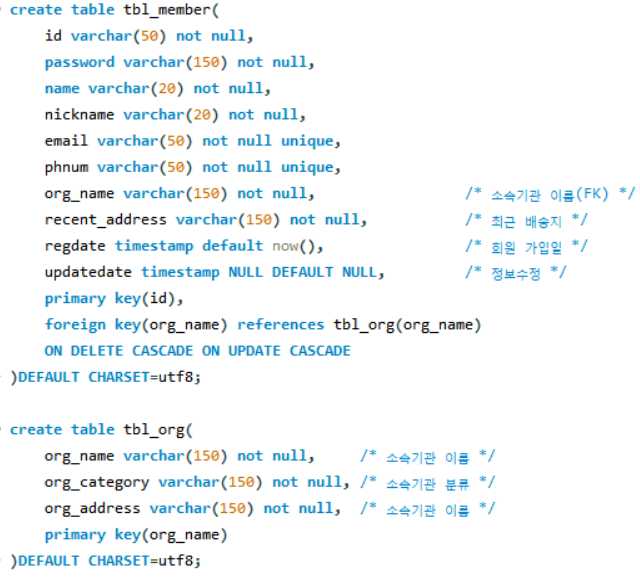 create table tbl_member(
id varchar(50) not null,
password varchar(150) not null,
name varchar(20) not null,
nickname varchar(20) not null,
email varchar(50) not null unique,
phnum varchar(50) not null unique,
org_name varchar(150) not null, /* 소속기관 이름(FK) */
recent_address varchar(150) not null, /* 최근 배송지 */
regdate timestamp default now(), /* 회원 가입일 */
updatedate timestamp NULL DEFAULT NULL, /* 정보수정 */
primary key(id),
foreign key(org_name) references tbl_org(org_name)
ON DELETE CASCADE ON UPDATE CASCADE
)DEFAULT CHARSET=utf8;
create table tbl_org(
org_name varchar(150) not null, /* 소속기관 이름 */
org_category varchar(150) not null, /* 소속기관 분류 */
org_address varchar(150) not null, /* 소속기관 이름 */
primary key(org_name)
)DEFAULT CHARSET=utf8;